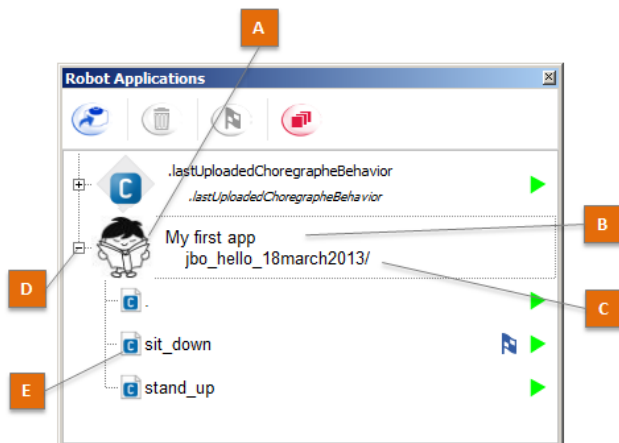 A
Robot Applications
.lastUploadedChoregrapheBehavior
.lastUploadedChoregrapheBehavior
My first app
B
jbo_hello_18march2013/
D
C
.
sit_down
E
stand_up